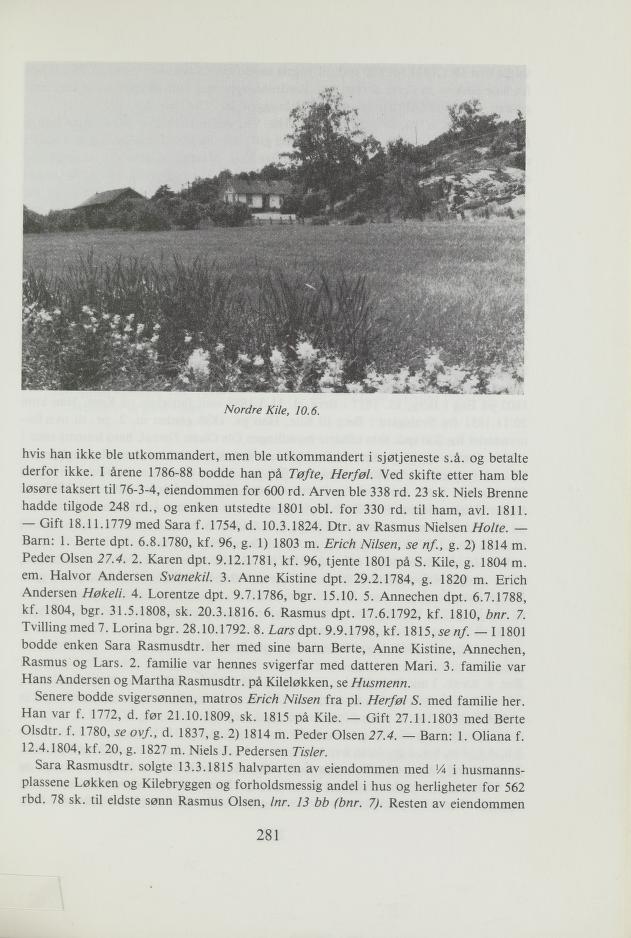 Nordre Kile, 10.6.
hvis han ikke ble utkommandert, men ble utkommandert i sjøtjeneste s.å. og betalte
derfor ikke. I årene 1786-88 bodde han på Tøfte, Herføl. Ved skifte etter ham ble
løsøre taksert til 76-3-4, eiendommen for 600 rd. Arven ble 338 rd. 23 sk. Niels Brenne
hadde tilgode 248 rd., og enken utstedte 1801 obl. for 330 rd. til ham, avl. 1811.
— Gift 18.11.1779 med Sara f. 1754, d. 10.3.1824. Dtr. av Rasmus Nielsen Holte. —
Barn: 1. Berte dpt. 6.8.1780, kf. 96, g. 1) 1803 m. Erich Nilsen, se nf., g. 2) 1814 m.
Peder Olsen 27.4. 2. Karen dpt. 9.12.1781, kf. 96, tjente 1801 på S. Kile, g. 1804 m.
em. Halvor Andersen Svanekil. 3. Anne Kistine dpt. 29.2.1784, g. 1820 m. Erich
Andersen Høkeli. 4. Lorentze dpt. 9.7.1786, bgr. 15.10. 5. Annechen dpt. 6.7.1788,
kf. 1804, bgr. 31.5.1808, sk. 20.3.1816. 6. Rasmus dpt. 17.6.1792, kf. 1810, bnr. 7.
Tvilling med 7. Lorina bgr. 28.10.1792. 8. Lars dpt. 9.9.1798, kf. 1815, se nf. — I 1801
bodde enken Sara Rasmusdtr. her med sine barn Berte, Anne Kistine, Annechen,
Rasmus og Lars. 2. familie var hennes svigerfar med datteren Mari. 3. familie var
Hans Andersen og Martha Rasmusdtr. på Kileløkken, se Husmenn.
Senere bodde svigersønnen, matros Erich Nilsen fra pl. Herføl S. med familie her.
Han var f. 1772, d. før 21.10.1809, sk. 1815 på Kile. — Gift 27.11.1803 med Berte
Olsdtr. f. 1780, se ovf., d. 1837, g. 2) 1814 m. Peder Olsen 27.4. — Barn: 1. Oliana f.
12.4.1804, kf. 20, g. 1827 m. Niels J. Pedersen Tisler.
Sara Rasmusdtr. solgte 13.3.1815 halvparten av eiendommen med ¼ i husmanns-
plassene Løkken og Kilebryggen og forholdsmessig andel i hus og herligheter for 562
rbd. 78 sk. til eldste sønn Rasmus Olsen, lnr. 13 bb (bnr. 7). Resten av eiendommen
281